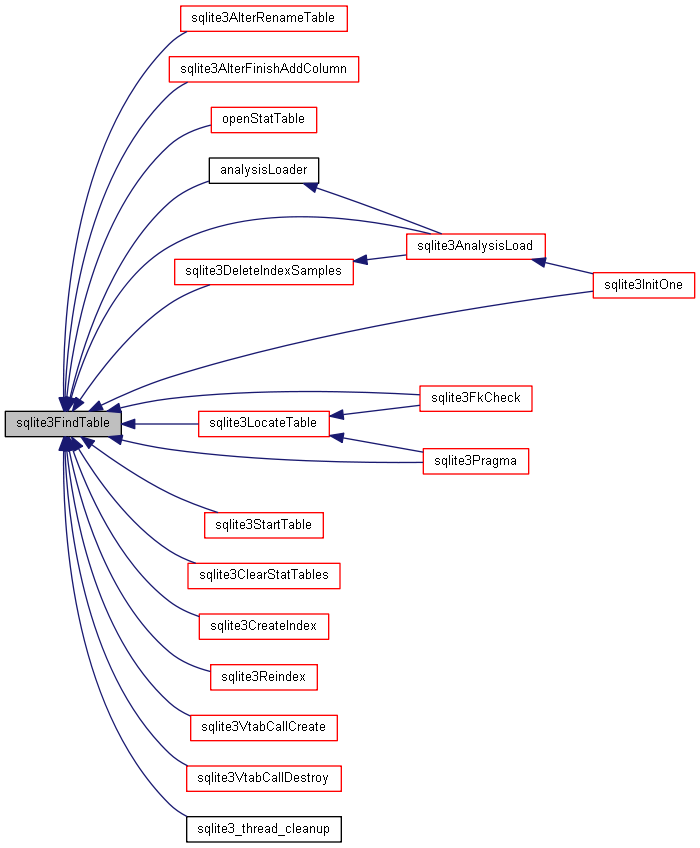 sqlite3AlterRenameTable
sqlite3AlterFinishAddColumn
openStatTable
analysisLoader
sqlite3AnalysisLoad
sqlite3DeleteIndexSamples
sqlite3InitOne
sqlite3FkCheck
sqlite3FindTable
sqlite3LocateTable
sqlite3Pragma
sqlite3StartTable
sqlite3ClearStatTables
sqlite3CreateIndex
sqlite3Reindex
sqlite3VtabCallCreate
sqlite3VtabCallDestroy
sqlite3_thread_cleanup